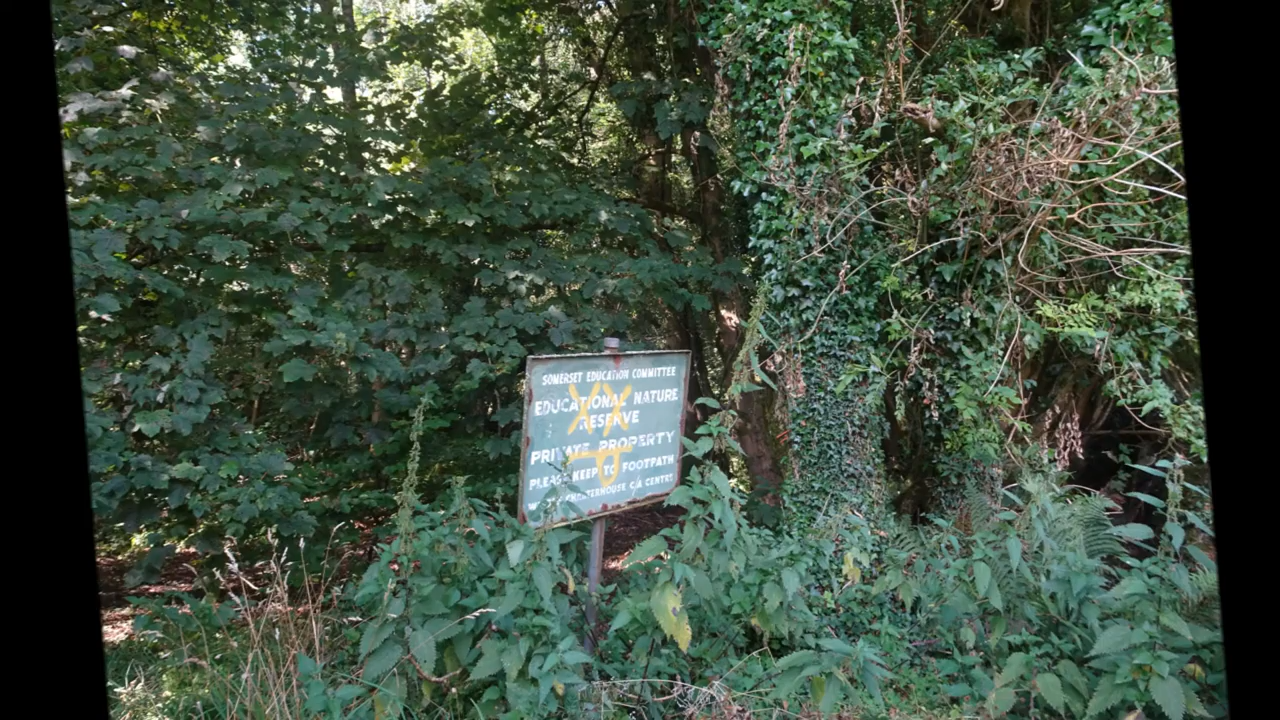 SOMERSET EDUCATION COMMITTEE
EDUCATIONAL NATURE
RESERVE
PRIVATE PROPERTY
PLEASE KEEP TO FOOTPATH
CHARTERHOUSE C/A CENTRE